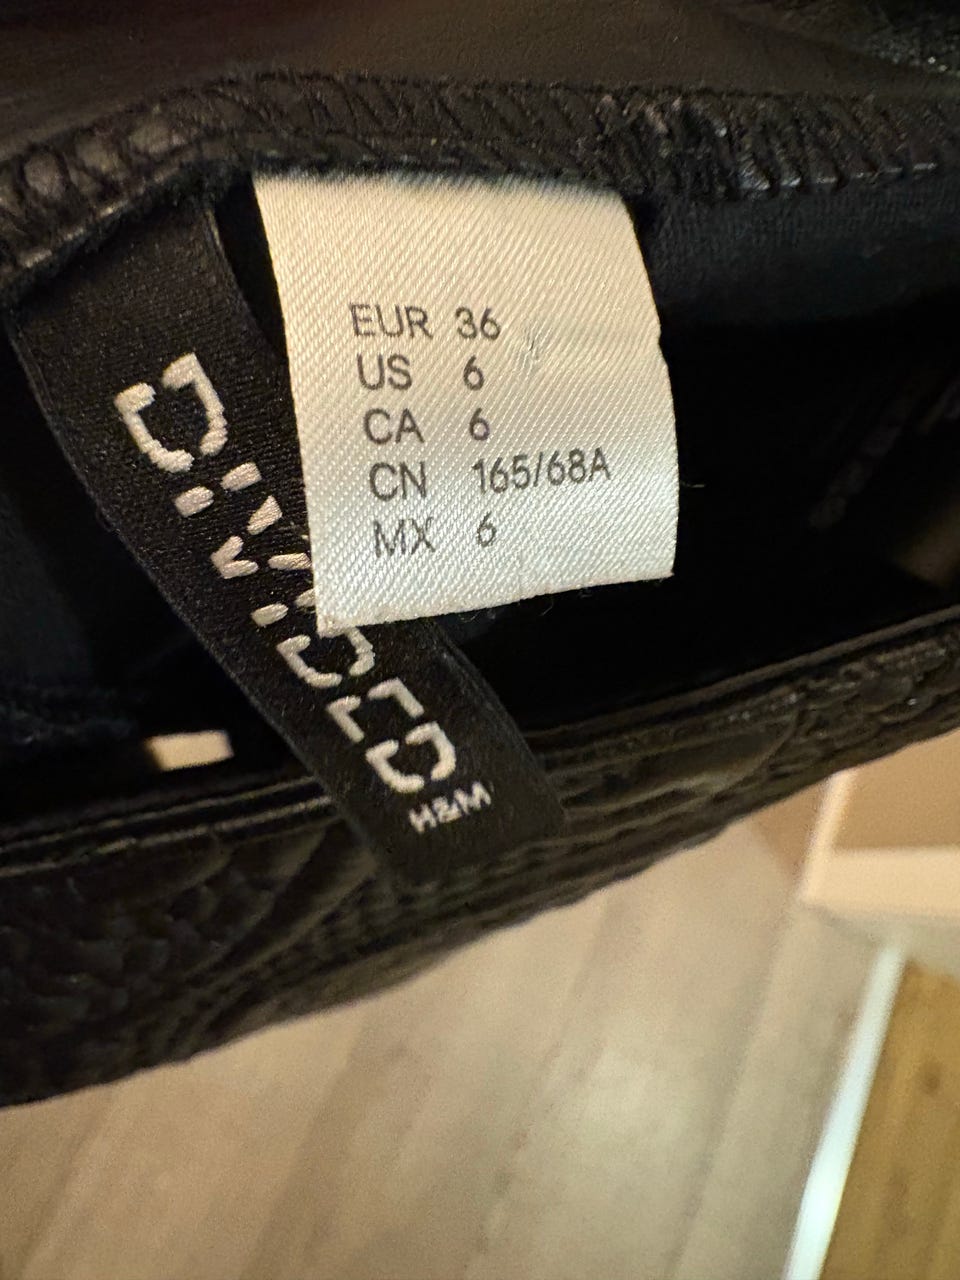 EUR 36
US 6
CA 6
CN 165/68A
MX 6
DIVIDED
H&M